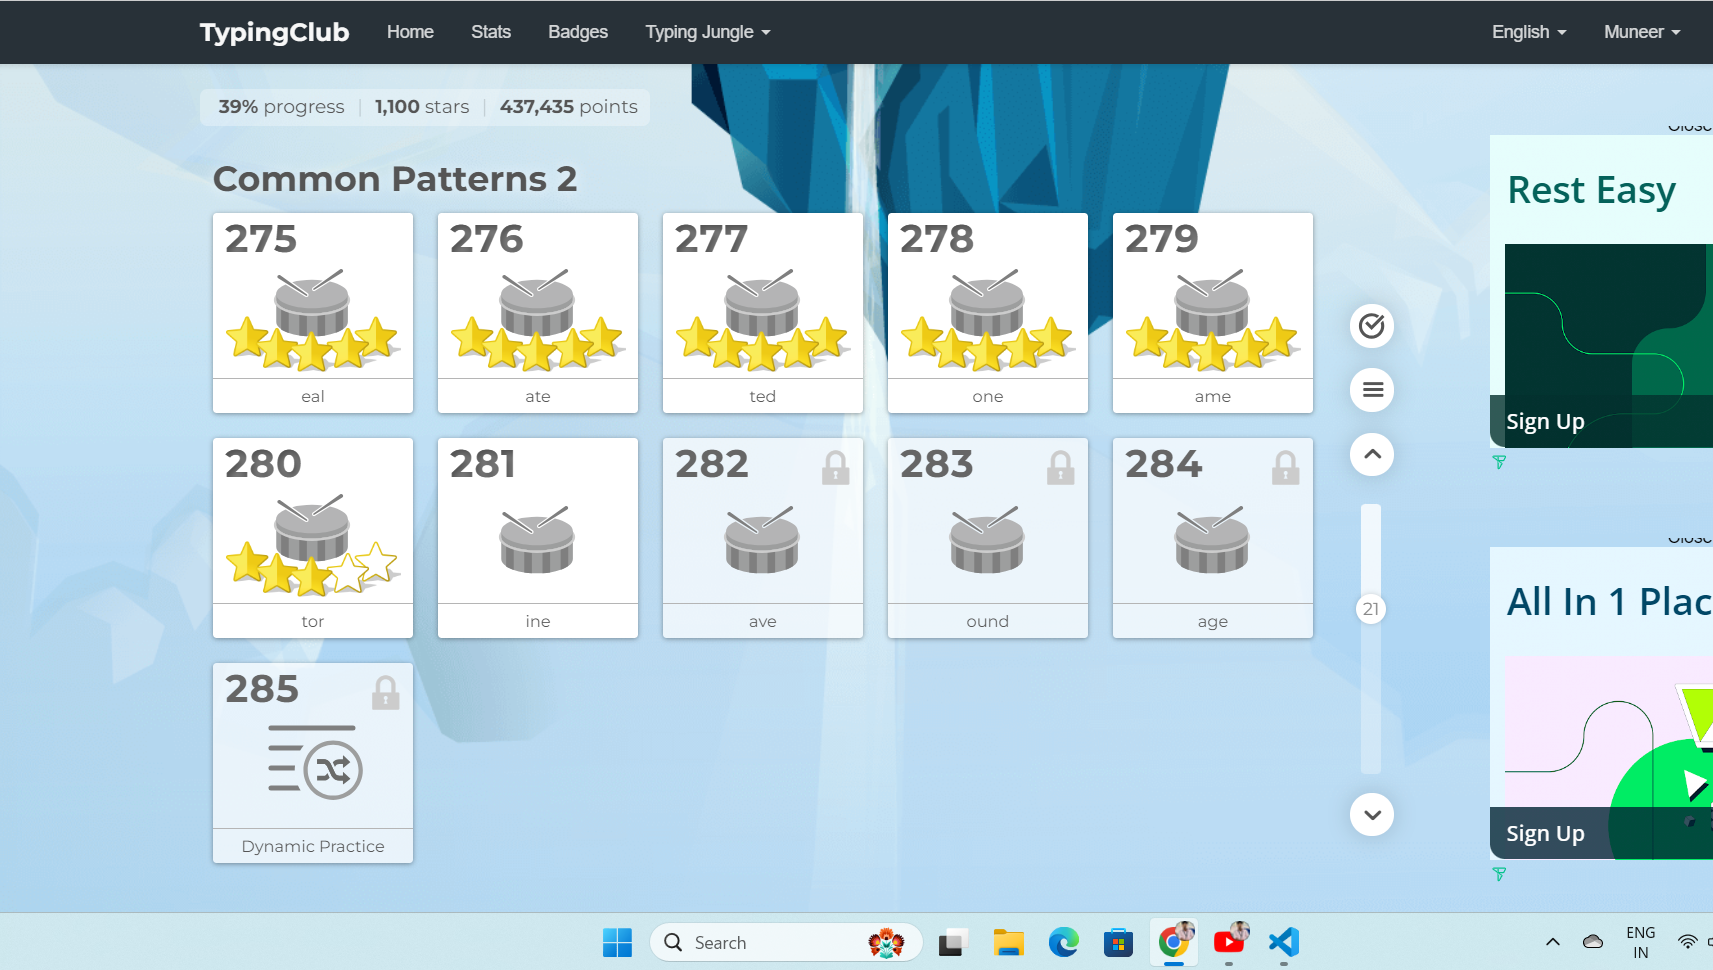 TypingClub Home Stats Badges Typing Jungle English Muneer
39% progress | 1,100 stars | 437,435 points
Common Patterns 2
275 276 277 278 279
eal ate ted one ame
280 281 282 283 284
tor ine ave ound age
285
Dynamic Practice
21
Rest Easy
Sign Up
All In 1 Plac
Sign Up
Search
ENG
IN